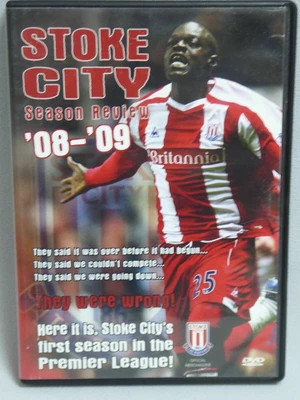 STOKE
CITY
Season Review
'08-'09
Britannia
25
They said it was over before it had begun...
They said we couldn't compete...
They said we were going down...
They were wrong!
Here it is, Stoke City's
first season in the
Premier League!
STOKE
DVD